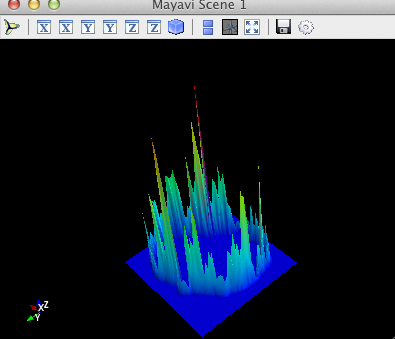 Mayavi Scene 1
X X Y Y Z Z
X Z
Y